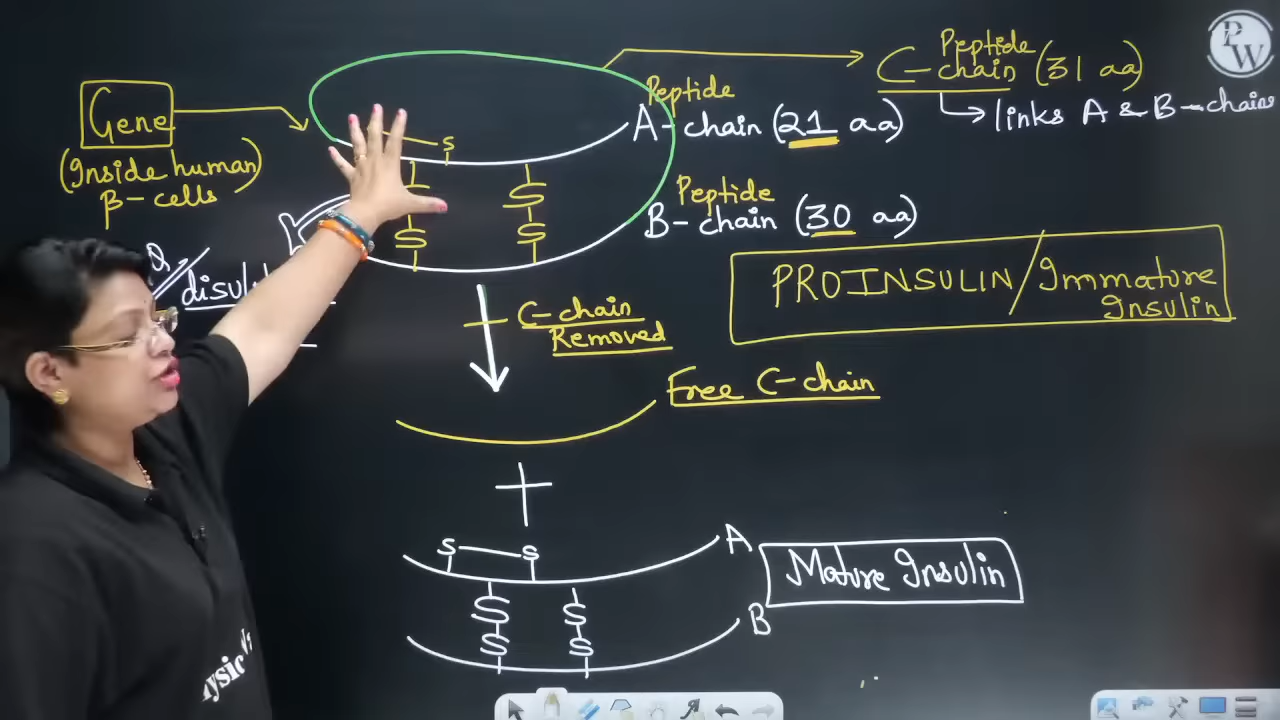 Gene
(Inside human
β-cells
Peptide
C-chain (31 aa)
links A & B-chains
Peptide
A-chain (21 aa)
Peptide
B-chain (30 aa)
S
S
S
S
S
PROINSULIN/Immature
Insulin
C-chain
Removed
Free C-chain
S S
S S
S S
A
B
Mature Insulin
PW